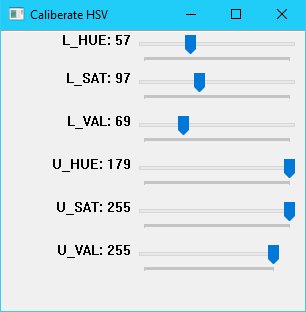 Caliberate HSV
L_HUE: 57
L_SAT: 97
L_VAL: 69
U_HUE: 179
U_SAT: 255
U_VAL: 255